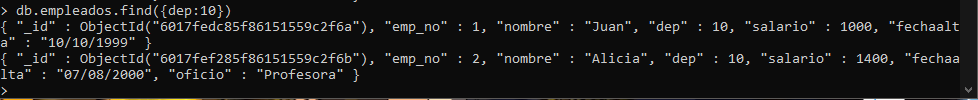 > db.empleados.find({dep:10})
{ "_id" : ObjectId("6017fedc85f86151559c2f6a"), "emp_no" : 1, "nombre" : "Juan", "dep" : 10, "salario" : 1000, "fechaalt
a" : "10/10/1999" }
{ "_id" : ObjectId("6017fef285f86151559c2f6b"), "emp_no" : 2, "nombre" : "Alicia", "dep" : 10, "salario" : 1400, "fechaa
lta" : "07/08/2000", "oficio" : "Profesora" }
>